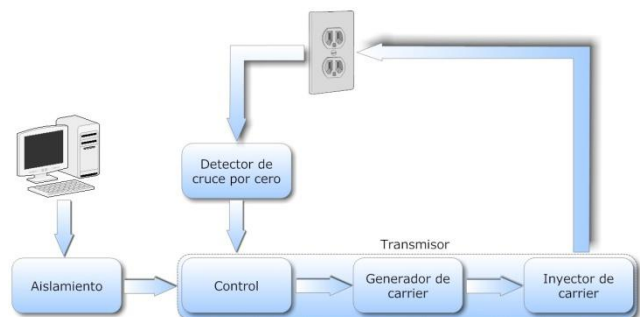 Detector de
cruce por cero
Transmisor
Aislamiento
Control
Generador de
carrier
Inyector de
carrier